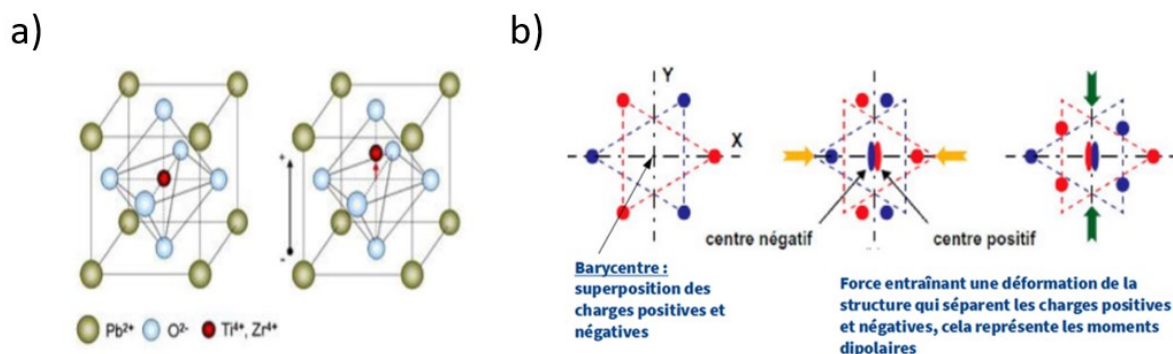 a)
b)
+
-
Pb²⁺ O²⁻ Ti⁴⁺, Zr⁴⁺
Y
X
centre négatif
centre positif
Barycentre :
superposition des
charges positives et
négatives
Force entraînant une déformation de la
structure qui séparent les charges positives
et négatives, cela représente les moments
dipolaires